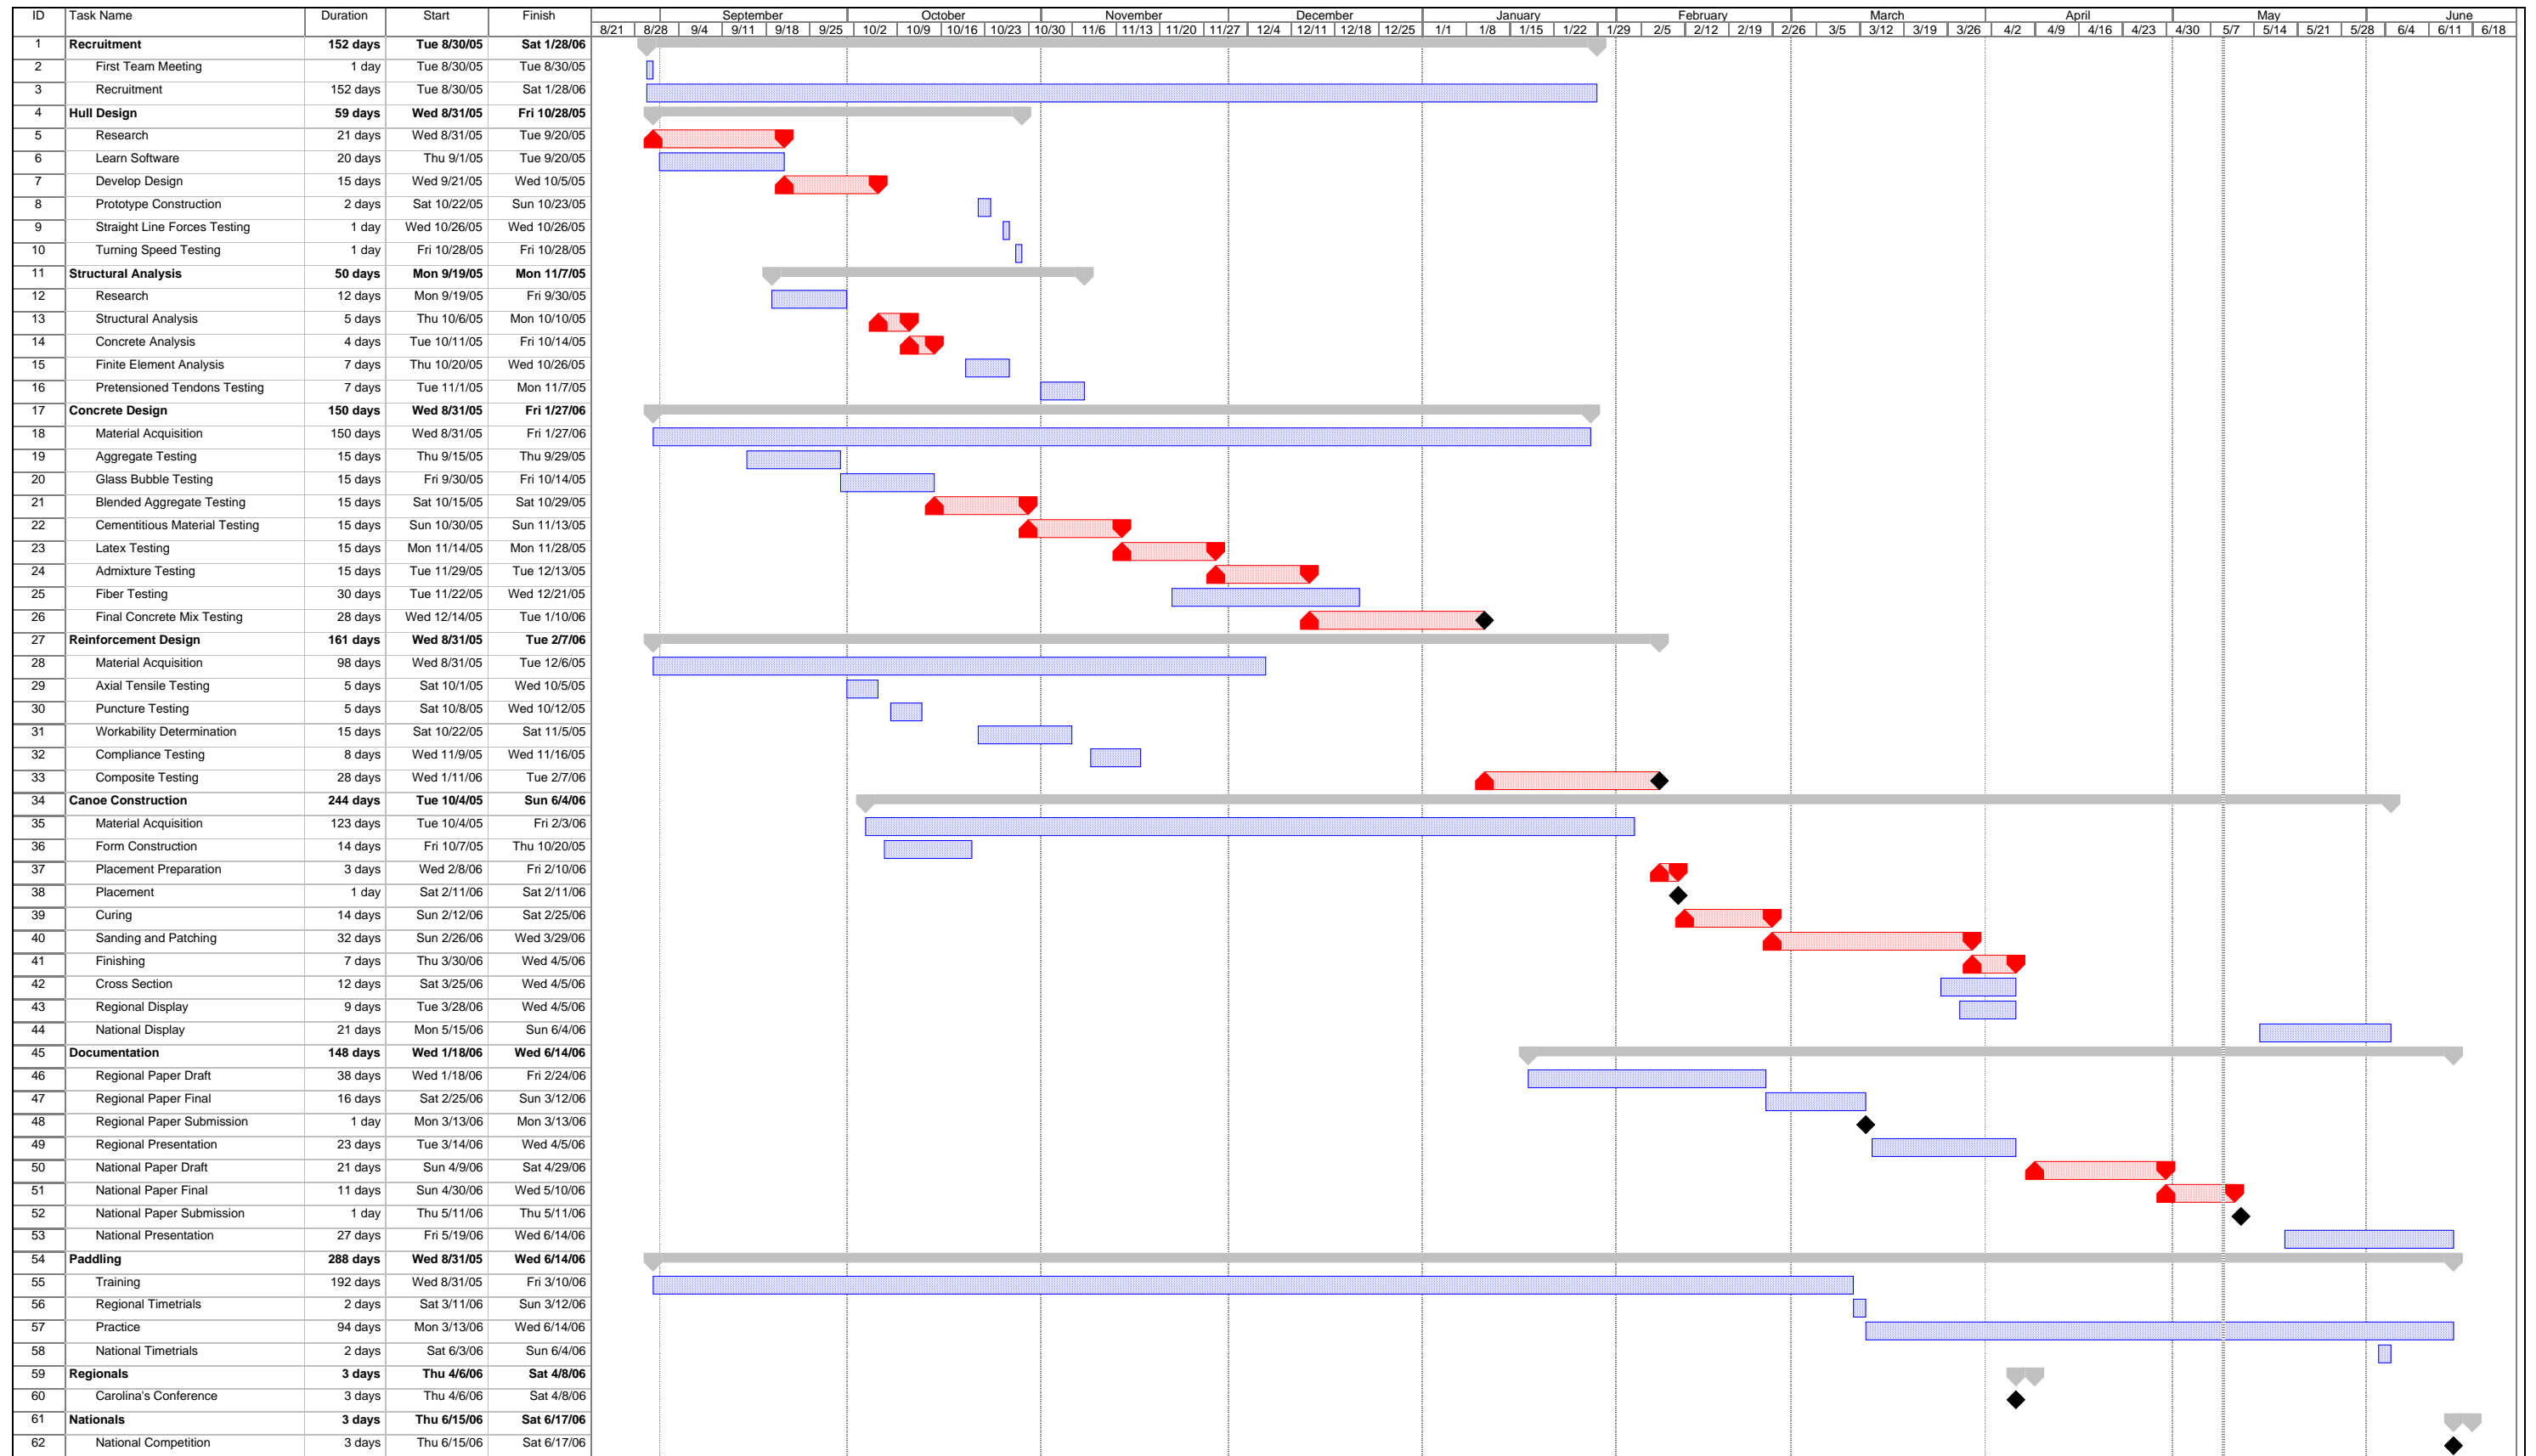 ID Task Name Duration Start Finish September October November December January February March April May June
8/21 8/28 9/4 9/11 9/18 9/25 10/2 10/9 10/16 10/23 10/30 11/6 11/13 11/20 11/27 12/4 12/11 12/18 12/25 1/1 1/8 1/15 1/22 1/29 2/5 2/12 2/19 2/26 3/5 3/12 3/19 3/26 4/2 4/9 4/16 4/23 4/30 5/7 5/14 5/21 5/28 6/4 6/11 6/18
1 Recruitment 152 days Tue 8/30/05 Sat 1/28/06
2 First Team Meeting 1 day Tue 8/30/05 Tue 8/30/05
3 Recruitment 152 days Tue 8/30/05 Sat 1/28/06
4 Hull Design 59 days Wed 8/31/05 Fri 10/28/05
5 Research 21 days Wed 8/31/05 Tue 9/20/05
6 Learn Software 20 days Thu 9/1/05 Tue 9/20/05
7 Develop Design 15 days Wed 9/21/05 Wed 10/5/05
8 Prototype Construction 2 days Sat 10/22/05 Sun 10/23/05
9 Straight Line Forces Testing 1 day Wed 10/26/05 Wed 10/26/05
10 Turning Speed Testing 1 day Fri 10/28/05 Fri 10/28/05
11 Structural Analysis 50 days Mon 9/19/05 Mon 11/7/05
12 Research 12 days Mon 9/19/05 Fri 9/30/05
13 Structural Analysis 5 days Thu 10/6/05 Mon 10/10/05
14 Concrete Analysis 4 days Tue 10/11/05 Fri 10/14/05
15 Finite Element Analysis 7 days Thu 10/20/05 Wed 10/26/05
16 Pretensioned Tendons Testing 7 days Tue 11/1/05 Mon 11/7/05
17 Concrete Design 150 days Wed 8/31/05 Fri 1/27/06
18 Material Acquisition 150 days Wed 8/31/05 Fri 1/27/06
19 Aggregate Testing 15 days Thu 9/15/05 Thu 9/29/05
20 Glass Bubble Testing 15 days Fri 9/30/05 Fri 10/14/05
21 Blended Aggregate Testing 15 days Sat 10/15/05 Sat 10/29/05
22 Cementitious Material Testing 15 days Sun 10/30/05 Sun 11/13/05
23 Latex Testing 15 days Mon 11/14/05 Mon 11/28/05
24 Admixture Testing 15 days Tue 11/29/05 Tue 12/13/05
25 Fiber Testing 30 days Tue 11/22/05 Wed 12/21/05
26 Final Concrete Mix Testing 28 days Wed 12/14/05 Tue 1/10/06
27 Reinforcement Design 161 days Wed 8/31/05 Tue 2/7/06
28 Material Acquisition 98 days Wed 8/31/05 Tue 12/6/05
29 Axial Tensile Testing 5 days Sat 10/1/05 Wed 10/5/05
30 Puncture Testing 5 days Sat 10/8/05 Wed 10/12/05
31 Workability Determination 15 days Sat 10/22/05 Sat 11/5/05
32 Compliance Testing 8 days Wed 11/9/05 Wed 11/16/05
33 Composite Testing 28 days Wed 1/11/06 Tue 2/7/06
34 Canoe Construction 244 days Tue 10/4/05 Sun 6/4/06
35 Material Acquisition 123 days Tue 10/4/05 Fri 2/3/06
36 Form Construction 14 days Fri 10/7/05 Thu 10/20/05
37 Placement Preparation 3 days Wed 2/8/06 Fri 2/10/06
38 Placement 1 day Sat 2/11/06 Sat 2/11/06
39 Curing 14 days Sun 2/12/06 Sat 2/25/06
40 Sanding and Patching 32 days Sun 2/26/06 Wed 3/29/06
41 Finishing 7 days Thu 3/30/06 Wed 4/5/06
42 Cross Section 12 days Sat 3/25/06 Wed 4/5/06
43 Regional Display 9 days Tue 3/28/06 Wed 4/5/06
44 National Display 21 days Mon 5/15/06 Sun 6/4/06
45 Documentation 148 days Wed 1/18/06 Wed 6/14/06
46 Regional Paper Draft 38 days Wed 1/18/06 Fri 2/24/06
47 Regional Paper Final 16 days Sat 2/25/06 Sun 3/12/06
48 Regional Paper Submission 1 day Mon 3/13/06 Mon 3/13/06
49 Regional Presentation 23 days Tue 3/14/06 Wed 4/5/06
50 National Paper Draft 21 days Sun 4/9/06 Sat 4/29/06
51 National Paper Final 11 days Sun 4/30/06 Wed 5/10/06
52 National Paper Submission 1 day Thu 5/11/06 Thu 5/11/06
53 National Presentation 27 days Fri 5/19/06 Wed 6/14/06
54 Paddling 288 days Wed 8/31/05 Wed 6/14/06
55 Training 192 days Wed 8/31/05 Fri 3/10/06
56 Regional Timetrials 2 days Sat 3/11/06 Sun 3/12/06
57 Practice 94 days Mon 3/13/06 Wed 6/14/06
58 National Timetrials 2 days Sat 6/3/06 Sun 6/4/06
59 Regionals 3 days Thu 4/6/06 Sat 4/8/06
60 Carolina's Conference 3 days Thu 4/6/06 Sat 4/8/06
61 Nationals 3 days Thu 6/15/06 Sat 6/17/06
62 National Competition 3 days Thu 6/15/06 Sat 6/17/06